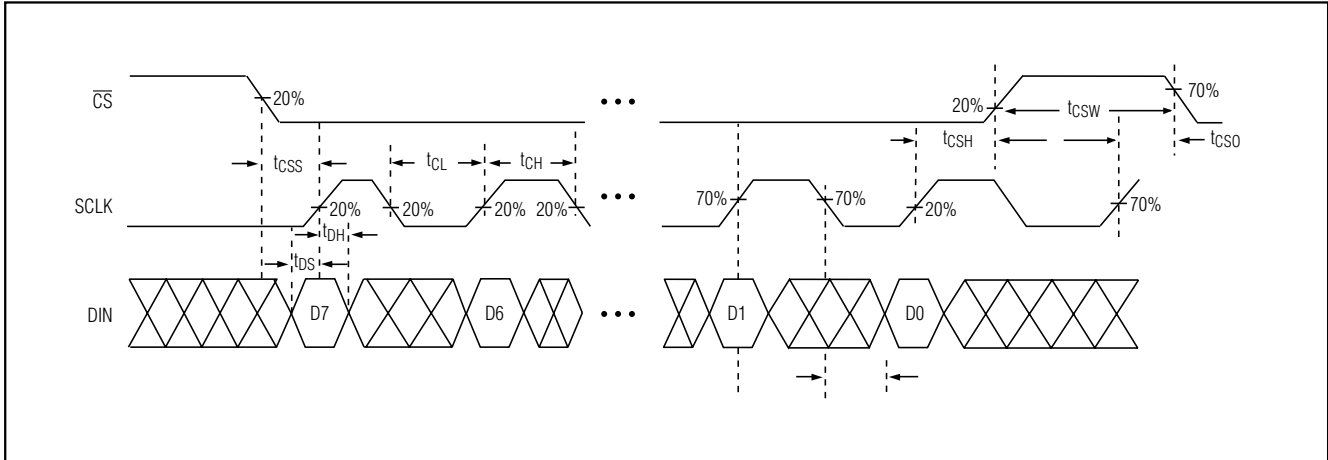 CS
20%
• • •
20%
tCSW
70%
tCSS
tCL
tCH
tCSH
tCSO
SCLK
20%
20%
20%
20%
• • •
70%
70%
20%
70%
tDH
tDS
DIN
D7
D6
• • •
D1
D0